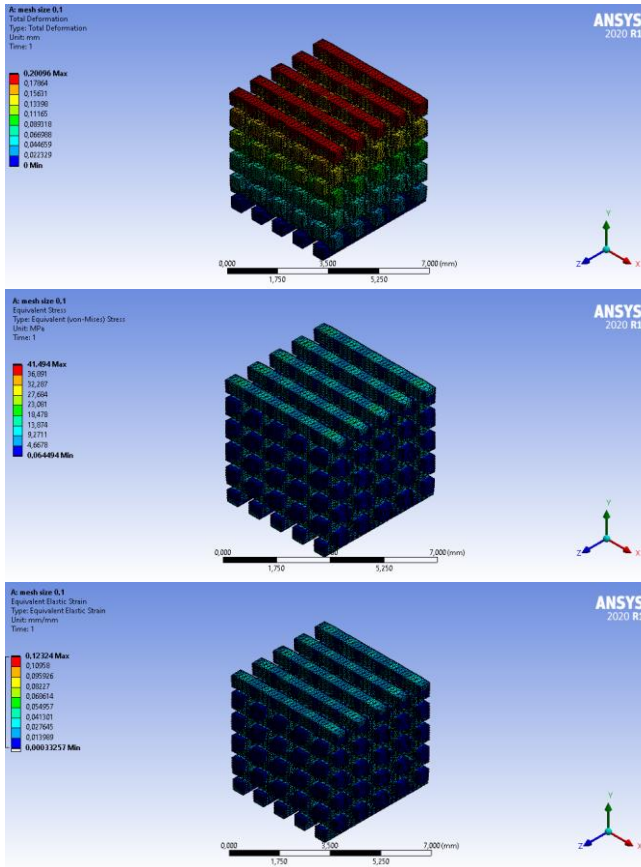 A: mesh size 0,1
Total Deformation
Type: Total Deformation
Unit: mm
Time: 1
ANSYS
2020 R1
0,20096 Max
0,17864
0,15631
0,13398
0,11165
0,089318
0,066988
0,044659
0,022329
0 Min
Y
Z
X
0,000
3,500
7,000 (mm)
1,750
5,250
A: mesh size 0,1
Equivalent Stress
Type: Equivalent (von-Mises) Stress
Unit: MPa
Time: 1
ANSYS
2020 R1
41,494 Max
36,891
32,287
27,684
23,081
18,478
13,874
9,2711
4,6678
0,064494 Min
Y
Z
X
0,000
7,000 (mm)
1,750
5,250
A: mesh size 0,1
Equivalent Elastic Strain
Type: Equivalent Elastic Strain
Unit: mm/mm
Time: 1
ANSYS
2020 R1
0,12324 Max
0,10958
0,095926
0,08227
0,068614
0,054957
0,041301
0,027645
0,013989
0,00033257 Min
Y
Z
X
0,000
3,500
7,000 (mm)
1,750
5,250